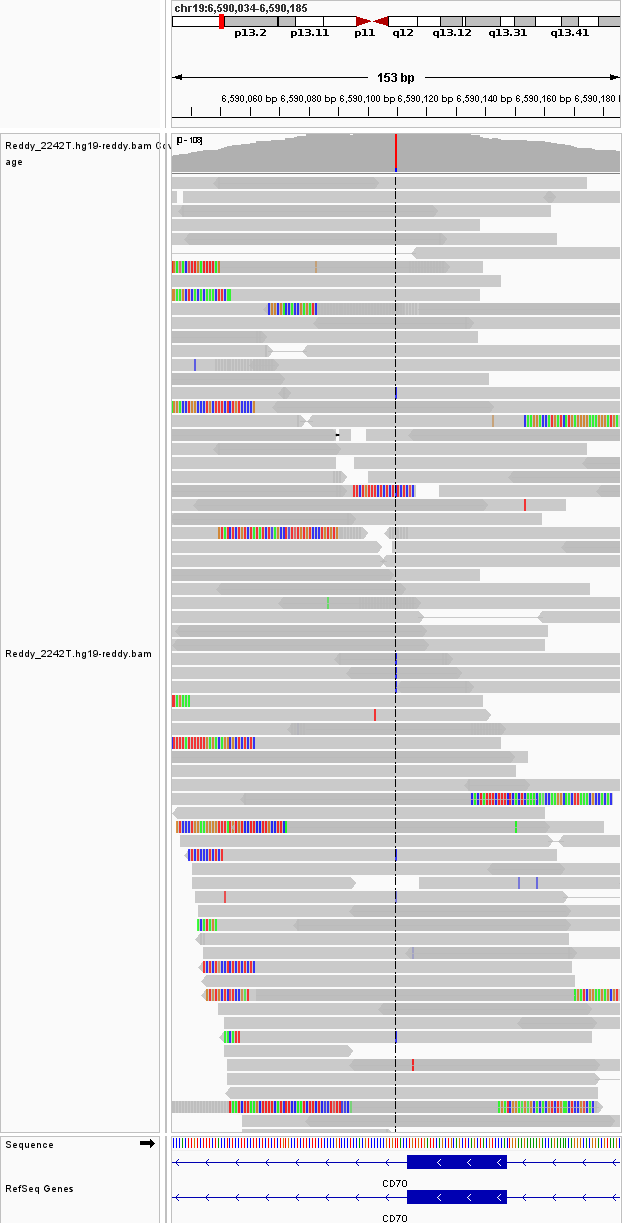 chr19:6,590,034-6,590,185
p13.2 p13.11 p11 q12 q13.12 q13.31 q13.41
153 bp
6,590,060 bp 6,590,080 bp 6,590,100 bp 6,590,120 bp 6,590,140 bp 6,590,160 bp 6,590,180
Reddy_2242T.hg19-reddy.bam Cov
age
[0 - 108]
Reddy_2242T.hg19-reddy.bam
Sequence
RefSeq Genes
CD70
CD70